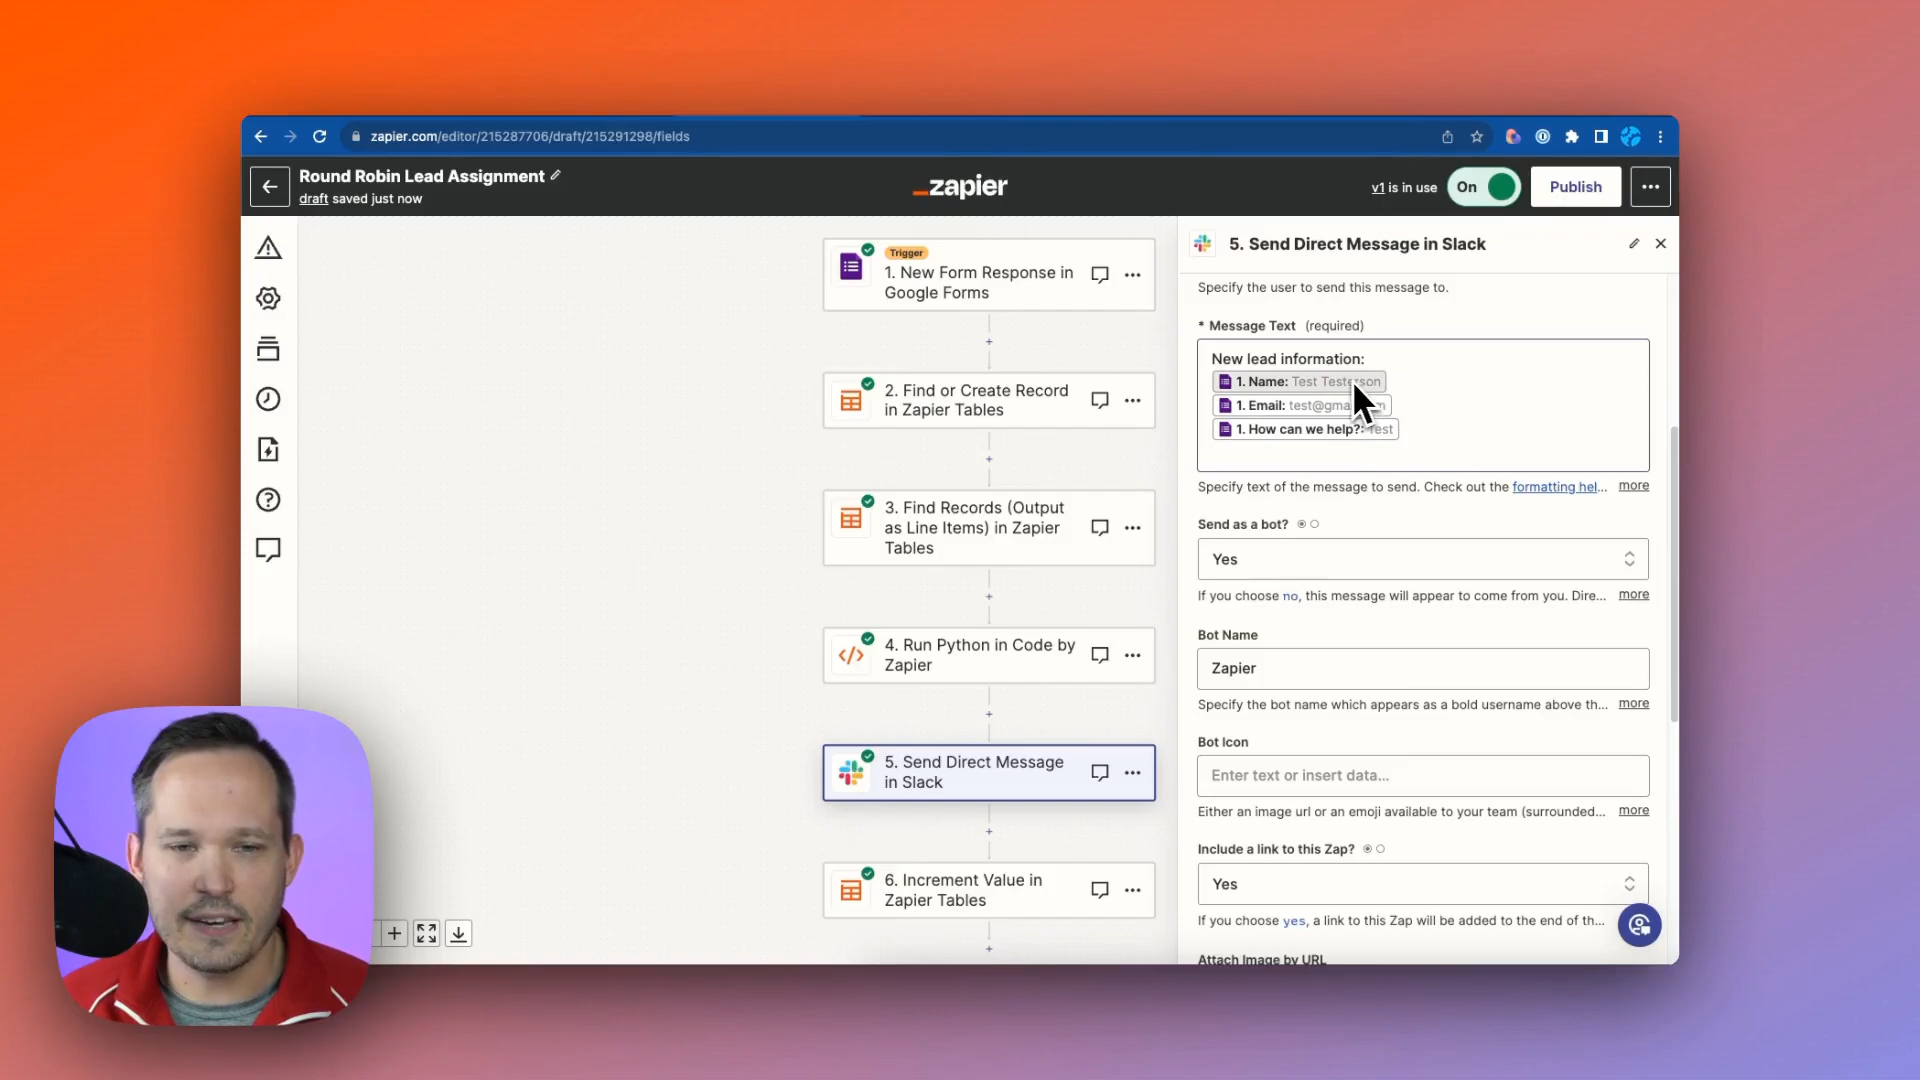 zapier.com/editor/215287706/draft/215291298/fields
Round Robin Lead Assignment
draft saved just now
_zapier
v1 is in use
On
Publish
Trigger
1. New Form Response in
Google Forms
2. Find or Create Record
in Zapier Tables
3. Find Records (Output
as Line Items) in Zapier
Tables
4. Run Python in Code by
Zapier
5. Send Direct Message
in Slack
6. Increment Value in
Zapier Tables
5. Send Direct Message in Slack
Specify the user to send this message to.
* Message Text (required)
New lead information:
1. Name: Test Testerson
1. Email:
1. How can we help?:
Specify text of the message to send. Check out the formatting hel... more
Send as a bot?
Yes
If you choose no, this message will appear to come from you. Dire... more
Bot Name
Zapier
Specify the bot name which appears as a bold username above th... more
Bot Icon
Enter text or insert data...
Either an image url or an emoji available to your team (surrounded... more
Include a link to this Zap?
Yes
If you choose yes, a link to this Zap will be added to the end of th...
Attach Image by URL